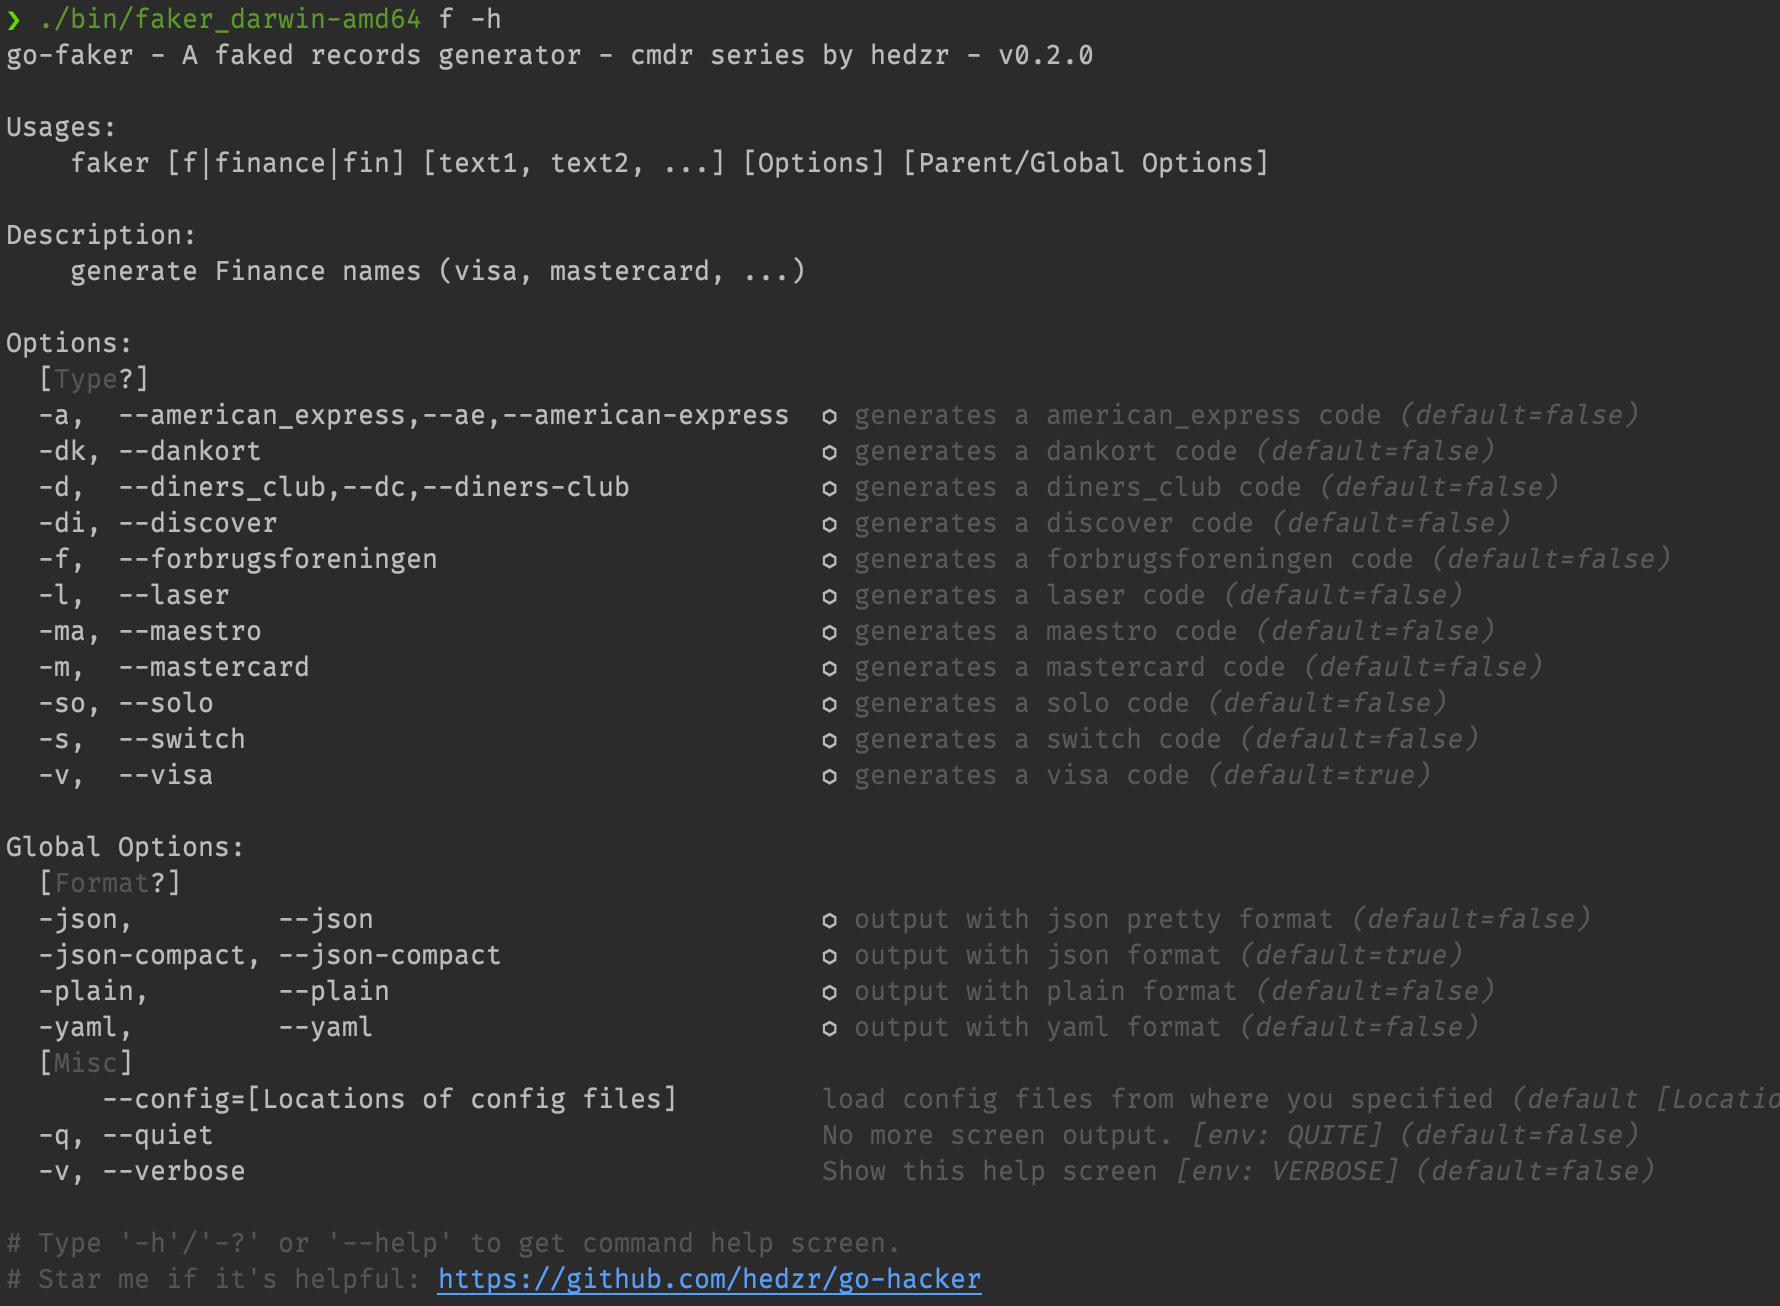 ❯ ./bin/faker_darwin-amd64 f -h
go-faker - A faked records generator - cmdr series by hedzr - v0.2.0

Usages:
    faker [f|finance|fin] [text1, text2, ...] [Options] [Parent/Global Options]

Description:
    generate Finance names (visa, mastercard, ...)

Options:
  [Type?]
  -a,  --american_express,--ae,--american-express  ○ generates a american_express code (default=false)
  -dk, --dankort                                   ○ generates a dankort code (default=false)
  -d,  --diners_club,--dc,--diners-club            ○ generates a diners_club code (default=false)
  -di, --discover                                  ○ generates a discover code (default=false)
  -f,  --forbrugsforeningen                        ○ generates a forbrugsforeningen code (default=false)
  -l,  --laser                                     ○ generates a laser code (default=false)
  -ma, --maestro                                   ○ generates a maestro code (default=false)
  -m,  --mastercard                                ○ generates a mastercard code (default=false)
  -so, --solo                                      ○ generates a solo code (default=false)
  -s,  --switch                                    ○ generates a switch code (default=false)
  -v,  --visa                                      ○ generates a visa code (default=true)

Global Options:
  [Format?]
  -json,         --json                            ○ output with json pretty format (default=false)
  -json-compact, --json-compact                    ○ output with json format (default=true)
  -plain,        --plain                           ○ output with plain format (default=false)
  -yaml,         --yaml                            ○ output with yaml format (default=false)
  [Misc]
      --config=[Locations of config files]         load config files from where you specified (default [Locatio
  -q, --quiet                                      No more screen output. [env: QUITE] (default=false)
  -v, --verbose                                    Show this help screen [env: VERBOSE] (default=false)

# Type '-h'/'-?' or '--help' to get command help screen.
# Star me if it's helpful: https://github.com/hedzr/go-hacker